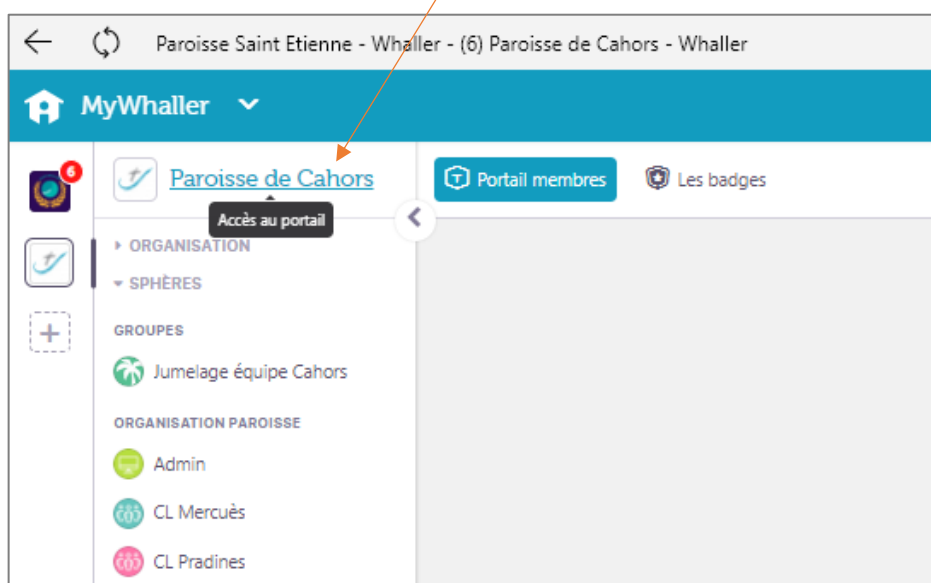 Paroisse Saint Etienne - Whaller - (6) Paroisse de Cahors - Whaller
MyWhaller
6
Paroisse de Cahors
Portail membres
Les badges
Accès au portail
ORGANISATION
SPHÈRES
GROUPES
Jumelage équipe Cahors
ORGANISATION PAROISSE
Admin
CL Mercuès
CL Pradines